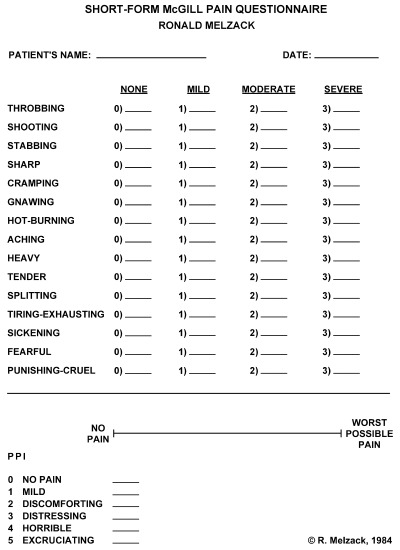 SHORT-FORM McGILL PAIN QUESTIONNAIRE
RONALD MELZACK
PATIENT'S NAME: ____________ DATE: ____________
NONE MILD MODERATE SEVERE
THROBBING 0) _____ 1) _____ 2) _____ 3) _____
SHOOTING 0) _____ 1) _____ 2) _____ 3) _____
STABBING 0) _____ 1) _____ 2) _____ 3) _____
SHARP 0) _____ 1) _____ 2) _____ 3) _____
CRAMPING 0) _____ 1) _____ 2) _____ 3) _____
GNAWING 0) _____ 1) _____ 2) _____ 3) _____
HOT-BURNING 0) _____ 1) _____ 2) _____ 3) _____
ACHING 0) _____ 1) _____ 2) _____ 3) _____
HEAVY 0) _____ 1) _____ 2) _____ 3) _____
TENDER 0) _____ 1) _____ 2) _____ 3) _____
SPLITTING 0) _____ 1) _____ 2) _____ 3) _____
TIRING-EXHAUSTING 0) _____ 1) _____ 2) _____ 3) _____
SICKENING 0) _____ 1) _____ 2) _____ 3) _____
FEARFUL 0) _____ 1) _____ 2) _____ 3) _____
PUNISHING-CRUEL 0) _____ 1) _____ 2) _____ 3) _____
NO
PAIN
WORST
POSSIBLE
PAIN
PPI
0 NO PAIN _____
1 MILD _____
2 DISCOMFORTING _____
3 DISTRESSING _____
4 HORRIBLE _____
5 EXCRUCIATING _____
© R. Melzack, 1984